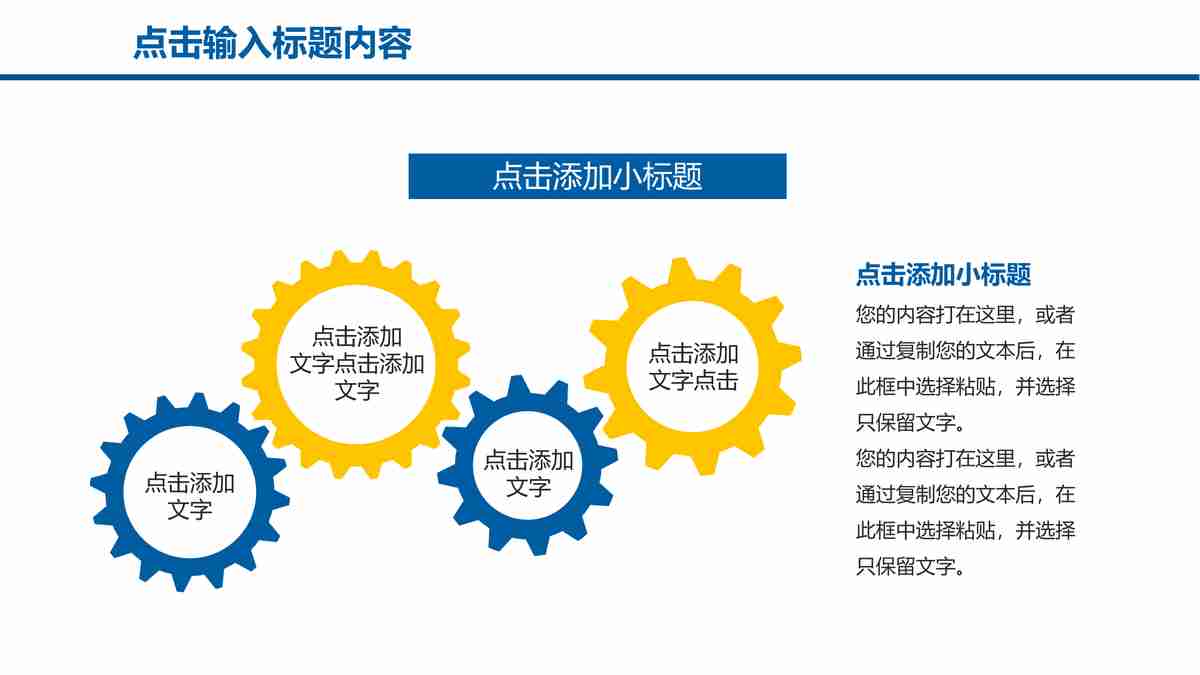 点击输入标题内容
点击添加小标题
点击添加
文字
点击添加
文字点击添加
文字
点击添加
文字
点击添加
文字点击
点击添加小标题
您的内容打在这里，或者
通过复制您的文本后，在
此框中选择粘贴，并选择
只保留文字。
您的内容打在这里，或者
通过复制您的文本后，在
此框中选择粘贴，并选择
只保留文字。